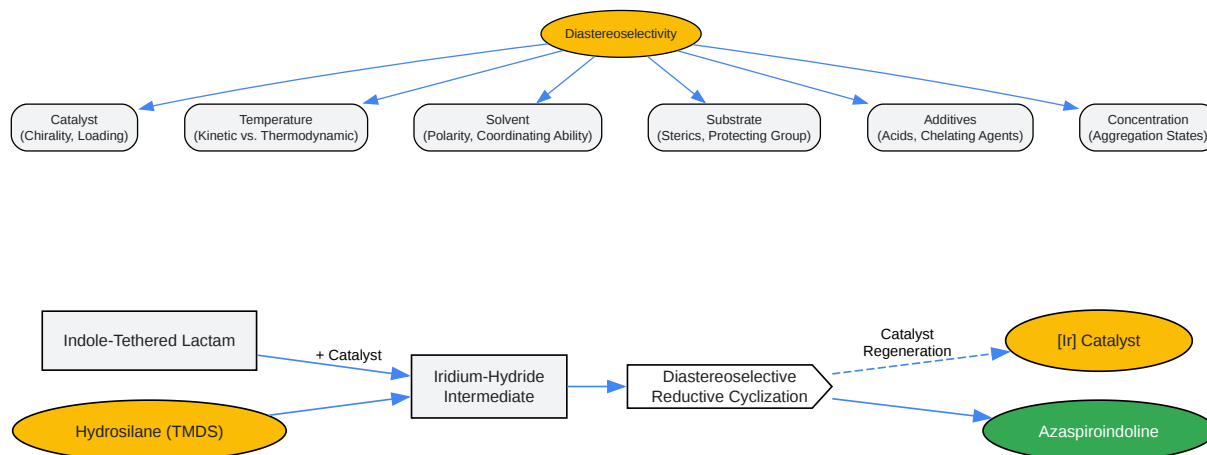 Diastereoselectivity
Catalyst
(Chirality, Loading)
Temperature
(Kinetic vs. Thermodynamic)
Solvent
(Polarity, Coordinating Ability)
Substrate
(Sterics, Protecting Group)
Additives
(Acids, Chelating Agents)
Concentration
(Aggregation States)
Indole-Tethered Lactam
+ Catalyst
Hydrosilane (TMDS)
Iridium-Hydride
Intermediate
Diastereoselective
Reductive Cyclization
Catalyst
Regeneration
[Ir] Catalyst
Azaspiroindoline